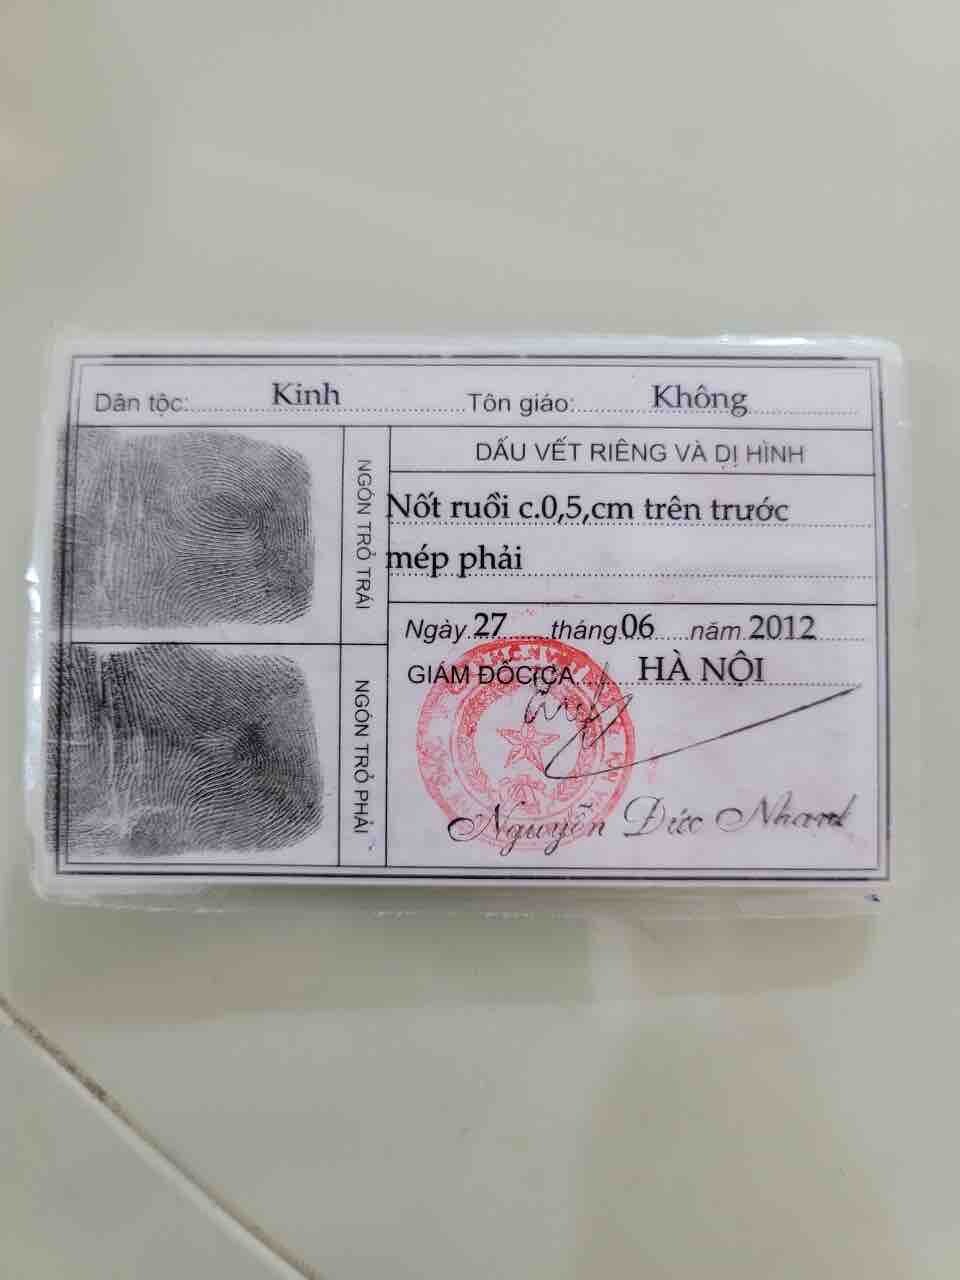 Dân tộc: Kinh Tôn giáo: Không
NGÓN TRỎ TRÁI
DẤU VẾT RIÊNG VÀ DỊ HÌNH
Nốt ruồi c.0,5,cm trên trước
mép phải
NGÓN TRỎ PHẢI
Ngày 27 tháng 06 năm 2012
GIÁM ĐỐC CA HÀ NỘI
Nguyễn Đức Nhanh